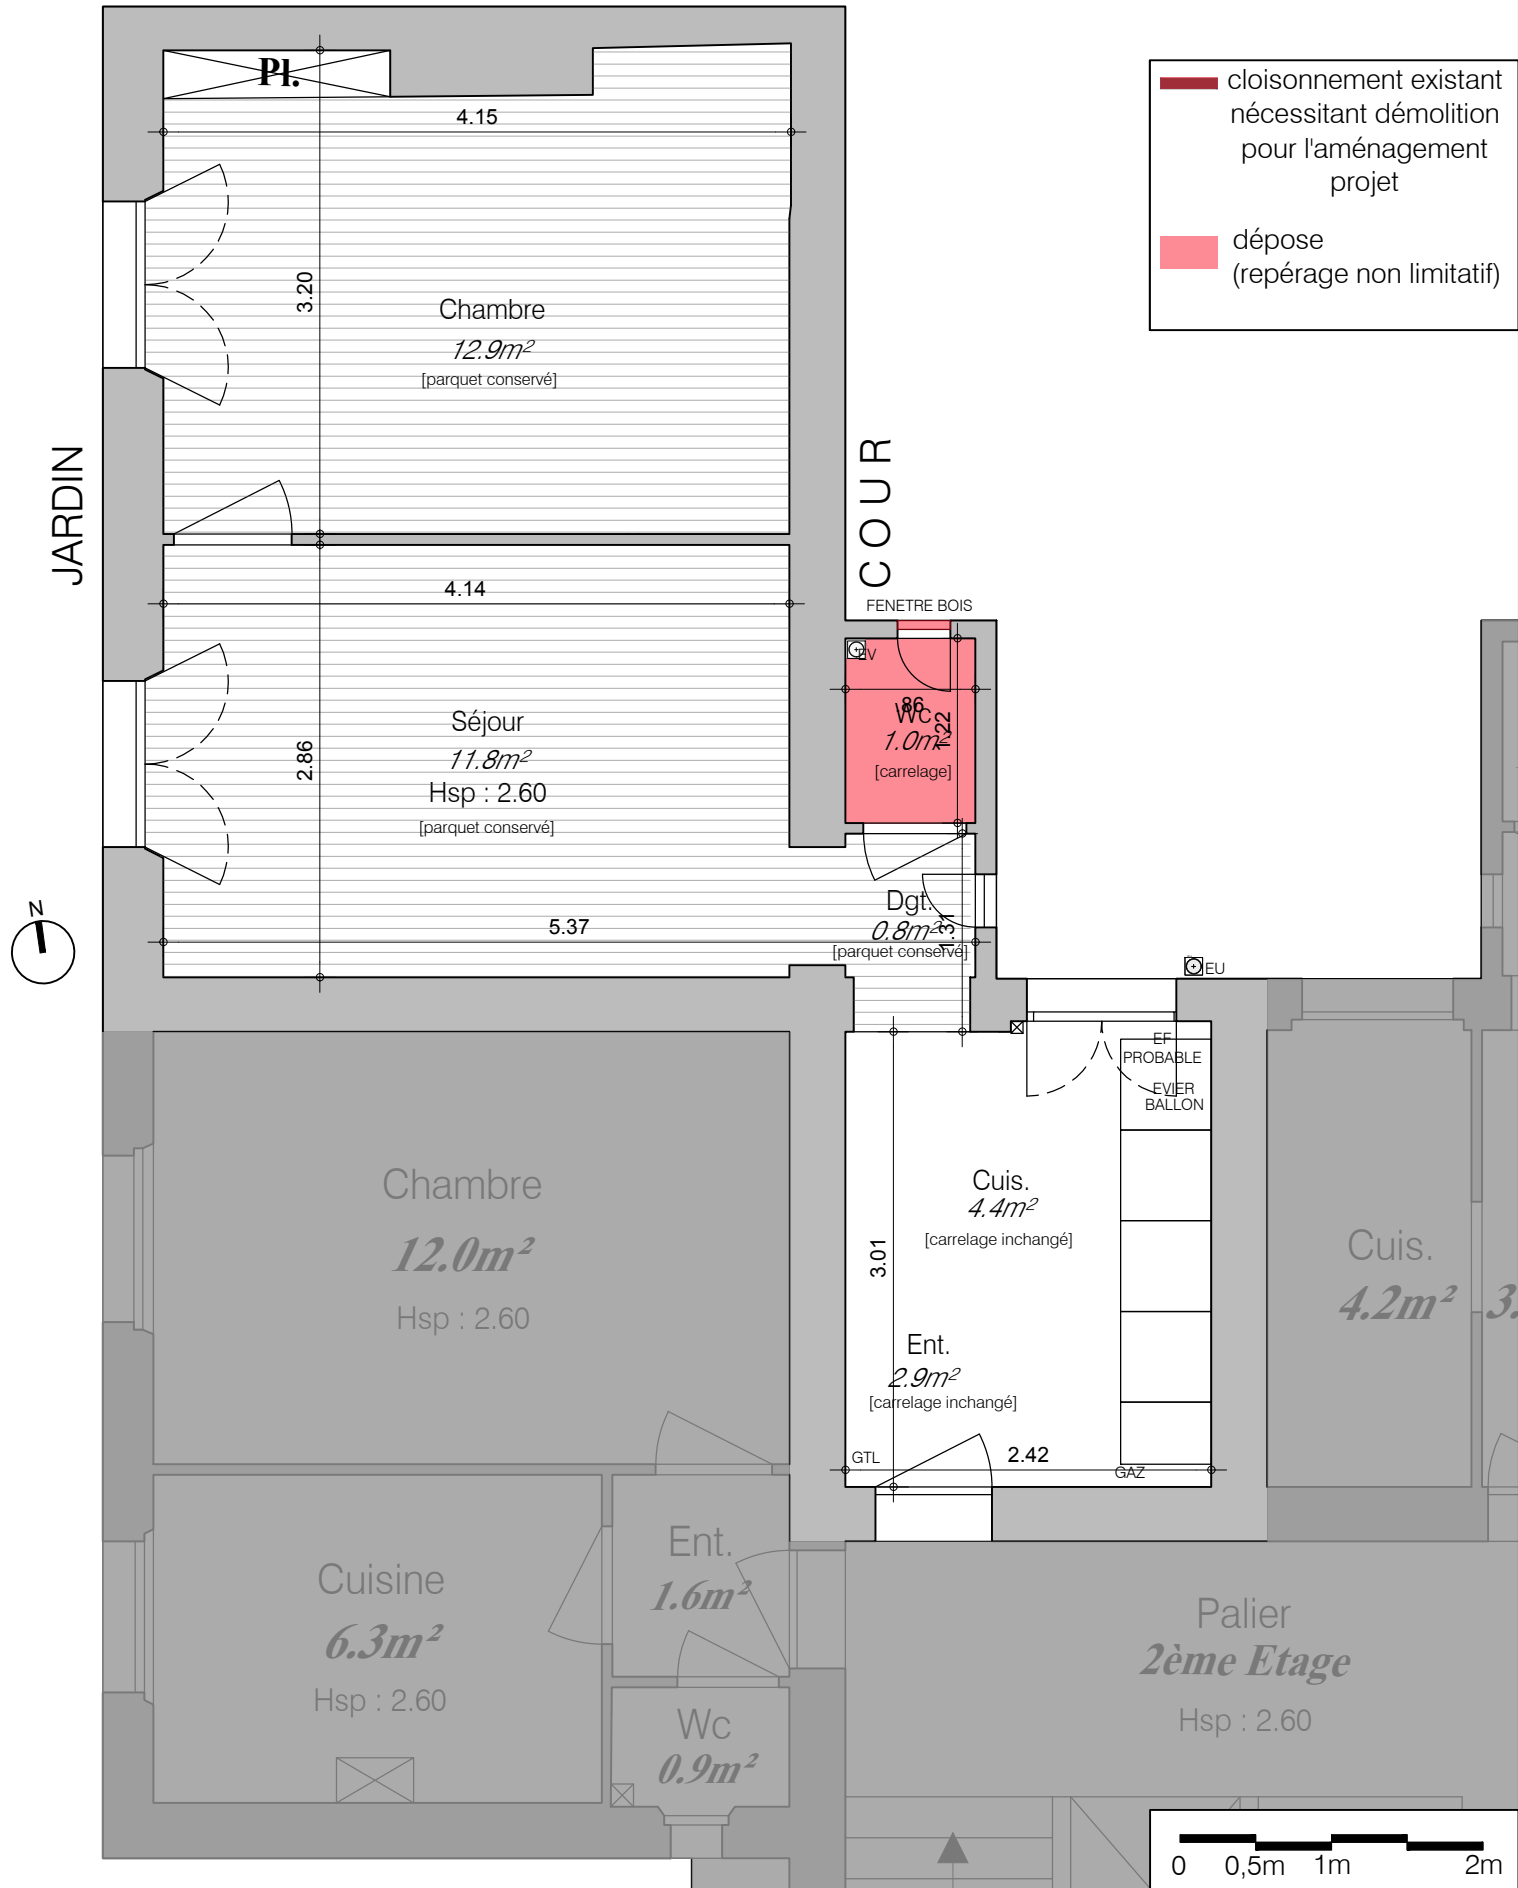 Pl.
4.15
3.20
Chambre
12.9m²
[parquet conservé]
cloisonnement existant
nécessitant démolition
pour l'aménagement
projet
dépose
(repérage non limitatif)
JARDIN
COUR
4.14
FENETRE BOIS
EV
86
Wc
1.22
1.0m²
[carrelage]
Séjour
11.8m²
Hsp : 2.60
[parquet conservé]
2.86
N
5.37
Dgt.
0.8m²
1.31
[parquet conservé]
EU
EF
PROBABLE
EVIER
BALLON
Chambre
12.0m²
Hsp : 2.60
Cuis.
4.4m²
[carrelage inchangé]
3.01
Cuis.
4.2m²
3.
Ent.
2.9m²
[carrelage inchangé]
GTL
2.42
GAZ
Ent.
1.6m²
Cuisine
6.3m²
Hsp : 2.60
Palier
2ème Etage
Hsp : 2.60
Wc
0.9m²
0 0,5m 1m 2m